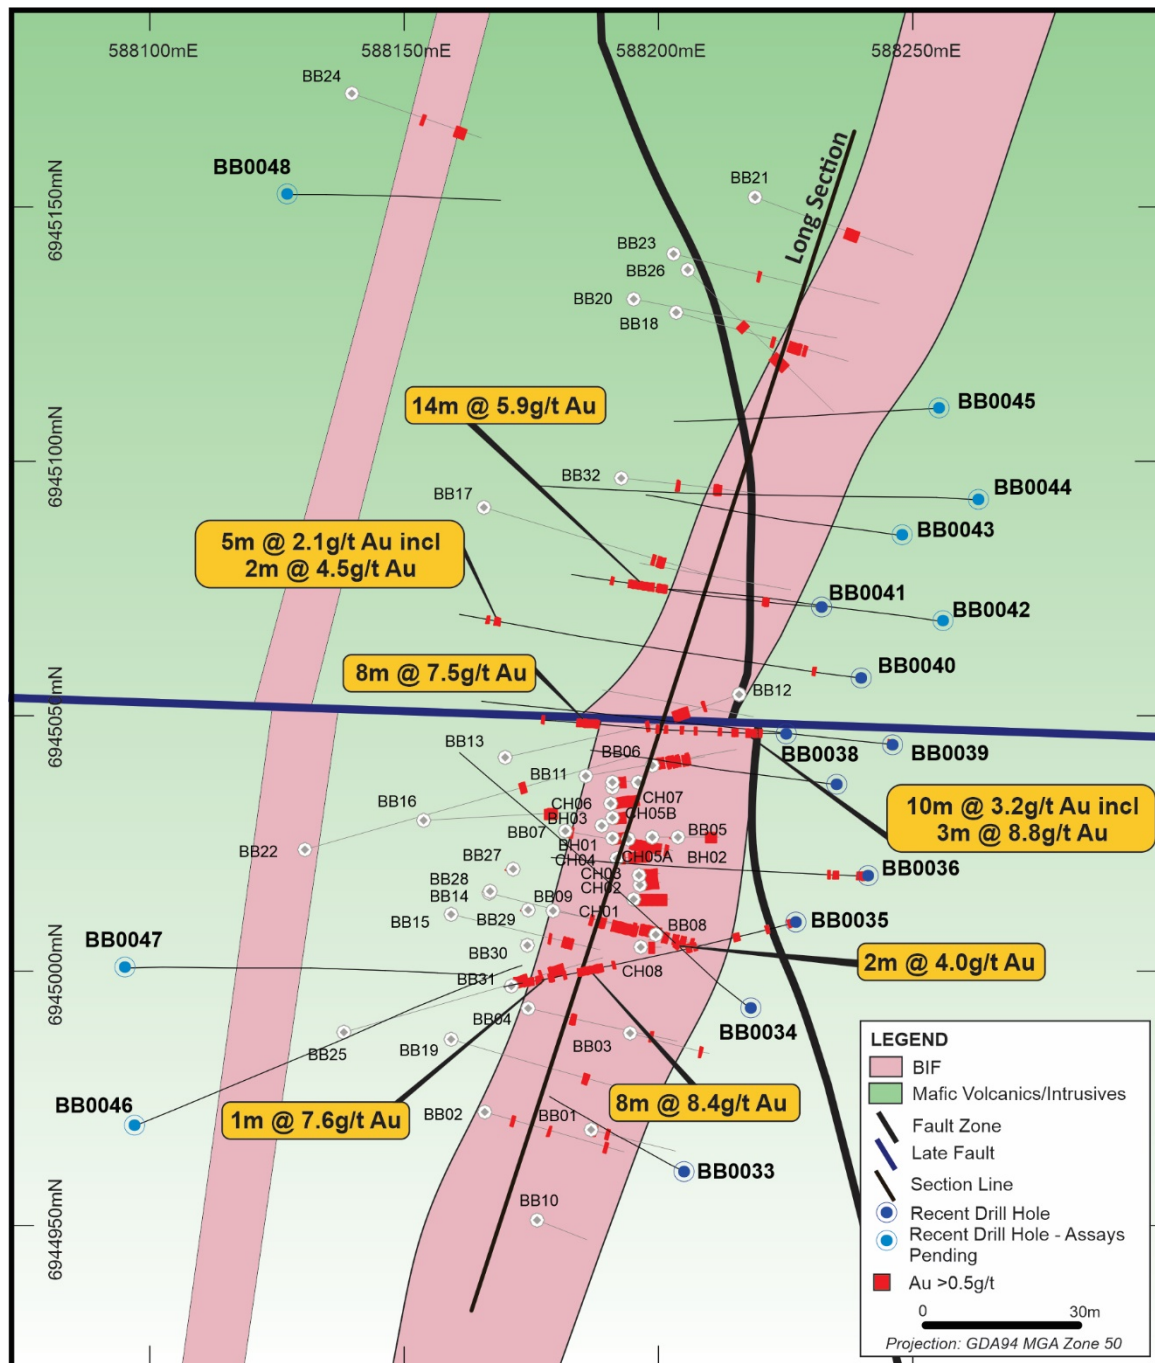 588100mE
588150mE
588200mE
588250mE
BB24
6945150mN
BB0048
BB21
Long Section
BB23
BB26
BB20
BB18
14m @ 5.9g/t Au
BB0045
6945100mN
BB32
BB17
BB0044
BB0043
5m @ 2.1g/t Au incl
2m @ 4.5g/t Au
BB0041
BB0042
BB0040
8m @ 7.5g/t Au
BB12
6945050mN
BB13
BB06
BB0038
BB0039
BB11
BB16
CH06
CH07
BH03
CH05B
10m @ 3.2g/t Au incl
3m @ 8.8g/t Au
BB07
BB05
BB22
BH01
CH04
CH05A
BH02
BB27
CH03
BB0036
BB28
CH02
BB14
BB09
BB15
BB29
CH01
BB0035
BB08
BB30
BB0047
2m @ 4.0g/t Au
6945000mN
BB31
CH08
BB04
BB0034
BB25
BB19
BB03
BB0046
1m @ 7.6g/t Au
8m @ 8.4g/t Au
BB02
BB01
BB0033
BB10
6944950mN
LEGEND
BIF
Mafic Volcanics/Intrusives
Fault Zone
Late Fault
Section Line
Recent Drill Hole
Recent Drill Hole - Assays
Pending
Au >0.5g/t
0
30m
Projection: GDA94 MGA Zone 50